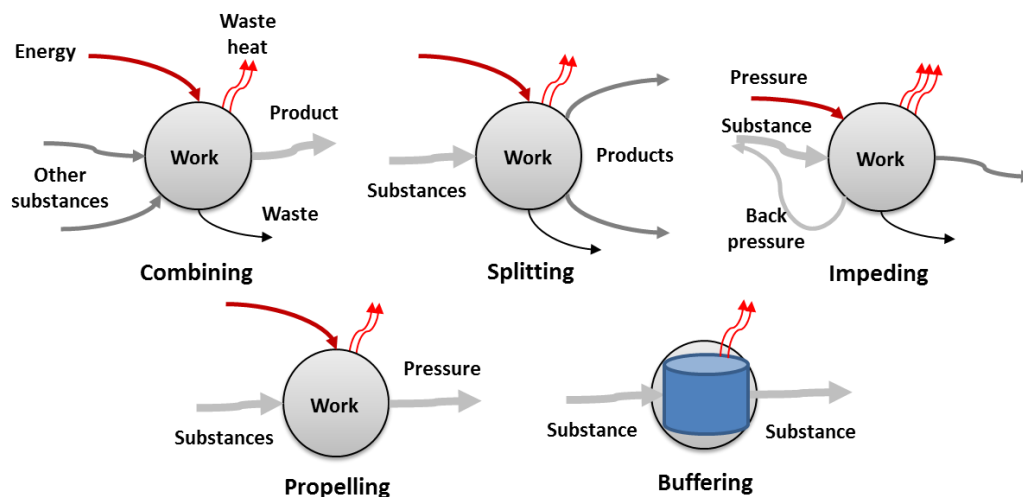 Energy
Waste
heat
Product
Work
Other
substances
Waste
Combining
Work
Substances
Products
Splitting
Pressure
Substance
Work
Back
pressure
Impeding
Work
Pressure
Substances
Propelling
Substance
Substance
Buffering